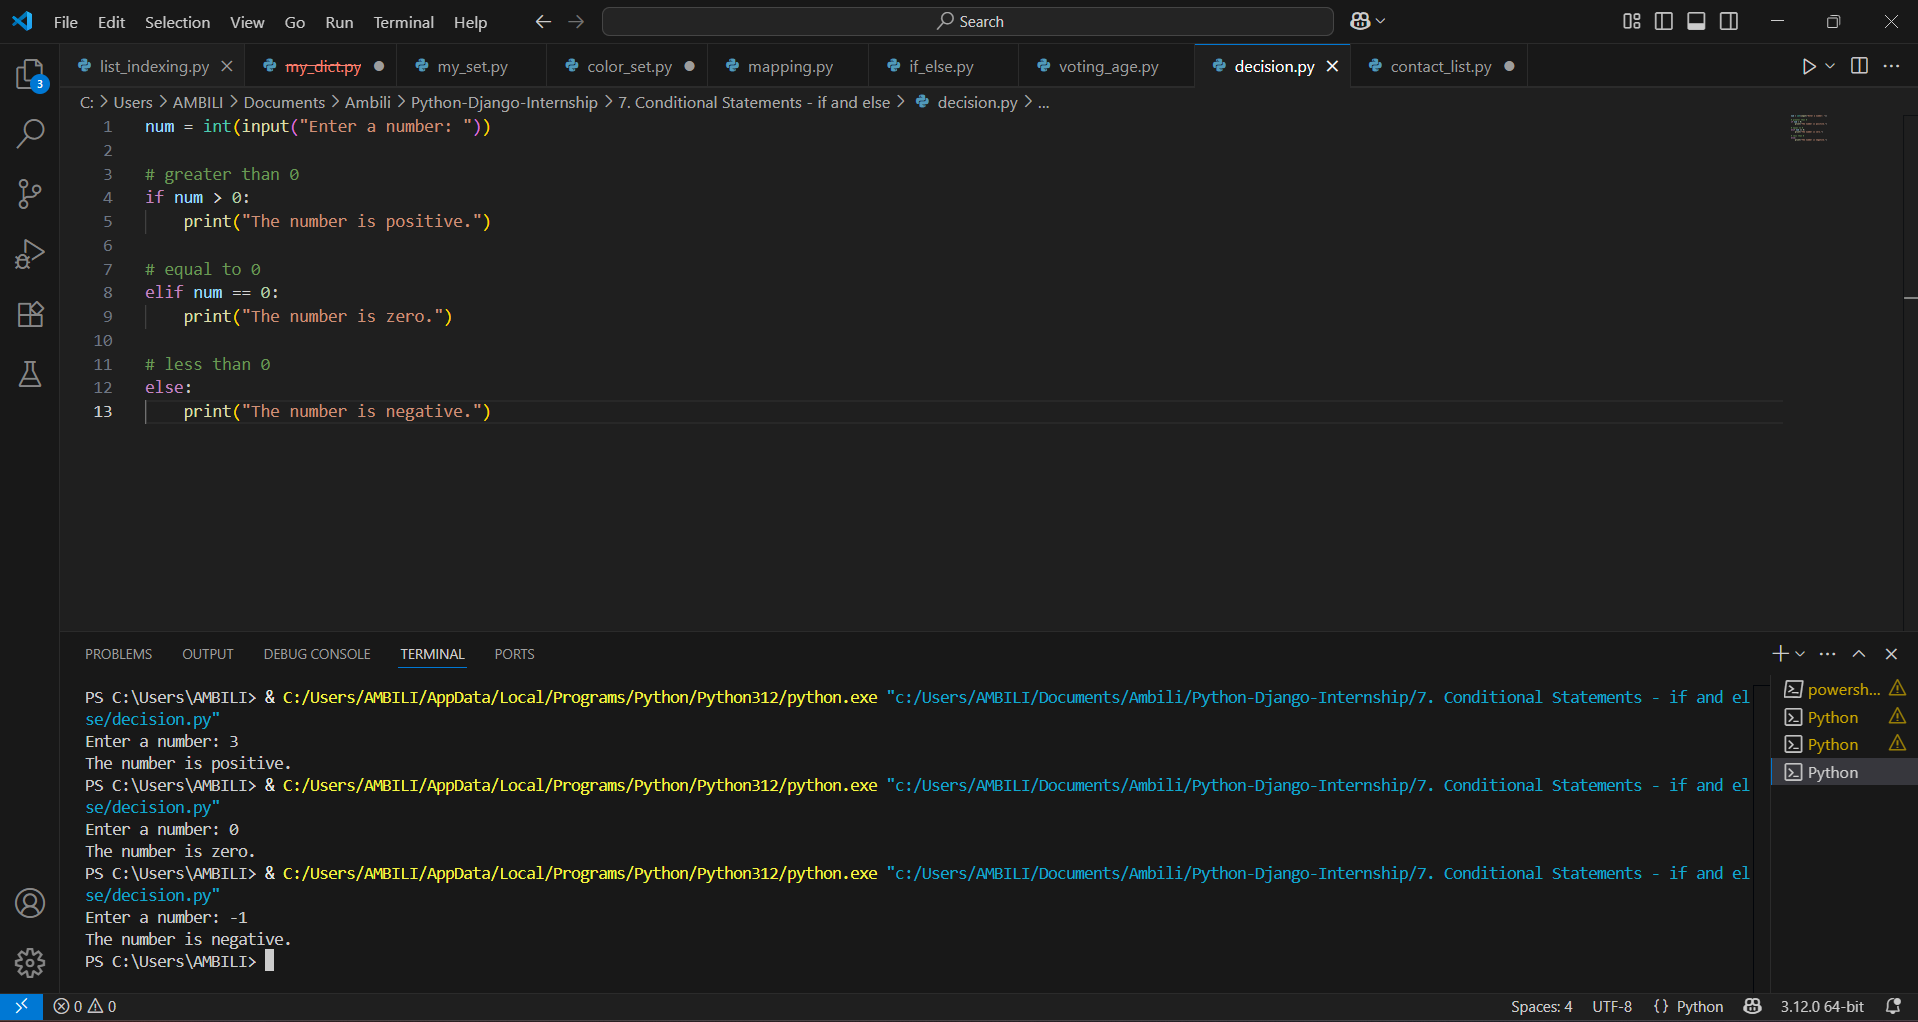 File Edit Selection View Go Run Terminal Help Search
3
list_indexing.py my_dict.py my_set.py color_set.py mapping.py if_else.py voting_age.py decision.py contact_list.py
C: > Users > AMBILI > Documents > Ambili > Python-Django-Internship > 7. Conditional Statements - if and else > decision.py > ...
1 num = int(input("Enter a number: "))
2
3 # greater than 0
4 if num > 0:
5     print("The number is positive.")
6
7 # equal to 0
8 elif num == 0:
9     print("The number is zero.")
10
11 # less than 0
12 else:
13     print("The number is negative.")
PROBLEMS OUTPUT DEBUG CONSOLE TERMINAL PORTS
PS C:\Users\AMBILI> & C:/Users/AMBILI/AppData/Local/Programs/Python/Python312/python.exe "c:/Users/AMBILI/Documents/Ambili/Python-Django-Internship/7. Conditional Statements - if and el
se/decision.py"
Enter a number: 3
The number is positive.
PS C:\Users\AMBILI> & C:/Users/AMBILI/AppData/Local/Programs/Python/Python312/python.exe "c:/Users/AMBILI/Documents/Ambili/Python-Django-Internship/7. Conditional Statements - if and el
se/decision.py"
Enter a number: 0
The number is zero.
PS C:\Users\AMBILI> & C:/Users/AMBILI/AppData/Local/Programs/Python/Python312/python.exe "c:/Users/AMBILI/Documents/Ambili/Python-Django-Internship/7. Conditional Statements - if and el
se/decision.py"
Enter a number: -1
The number is negative.
PS C:\Users\AMBILI>
powersh...
Python
Python
Python
0 0 Spaces: 4 UTF-8 {} Python 3.12.0 64-bit